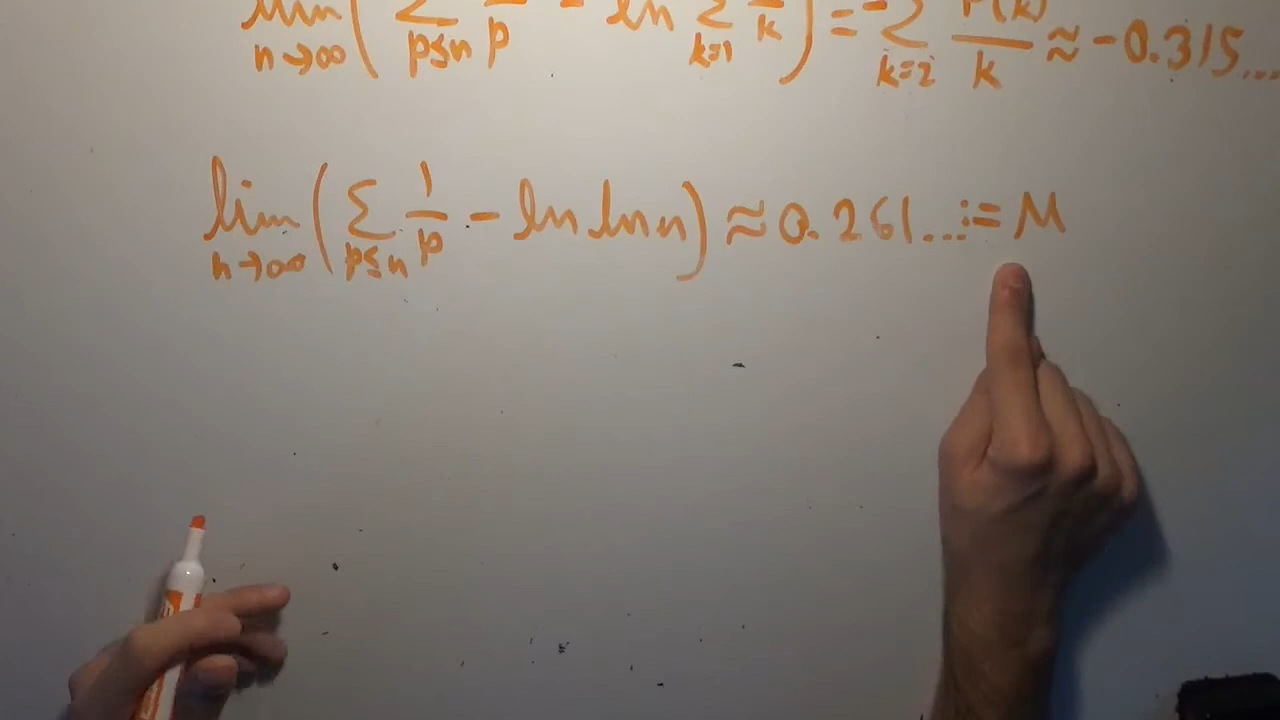 lim n→∞ ( Σ p≤n 1/p - ln Σ k=1 1/k ) = -Σ k=2 P(k)/k ≈ -0.315...
lim n→∞ ( Σ p≤n 1/p - ln ln n ) ≈ 0.261... := M